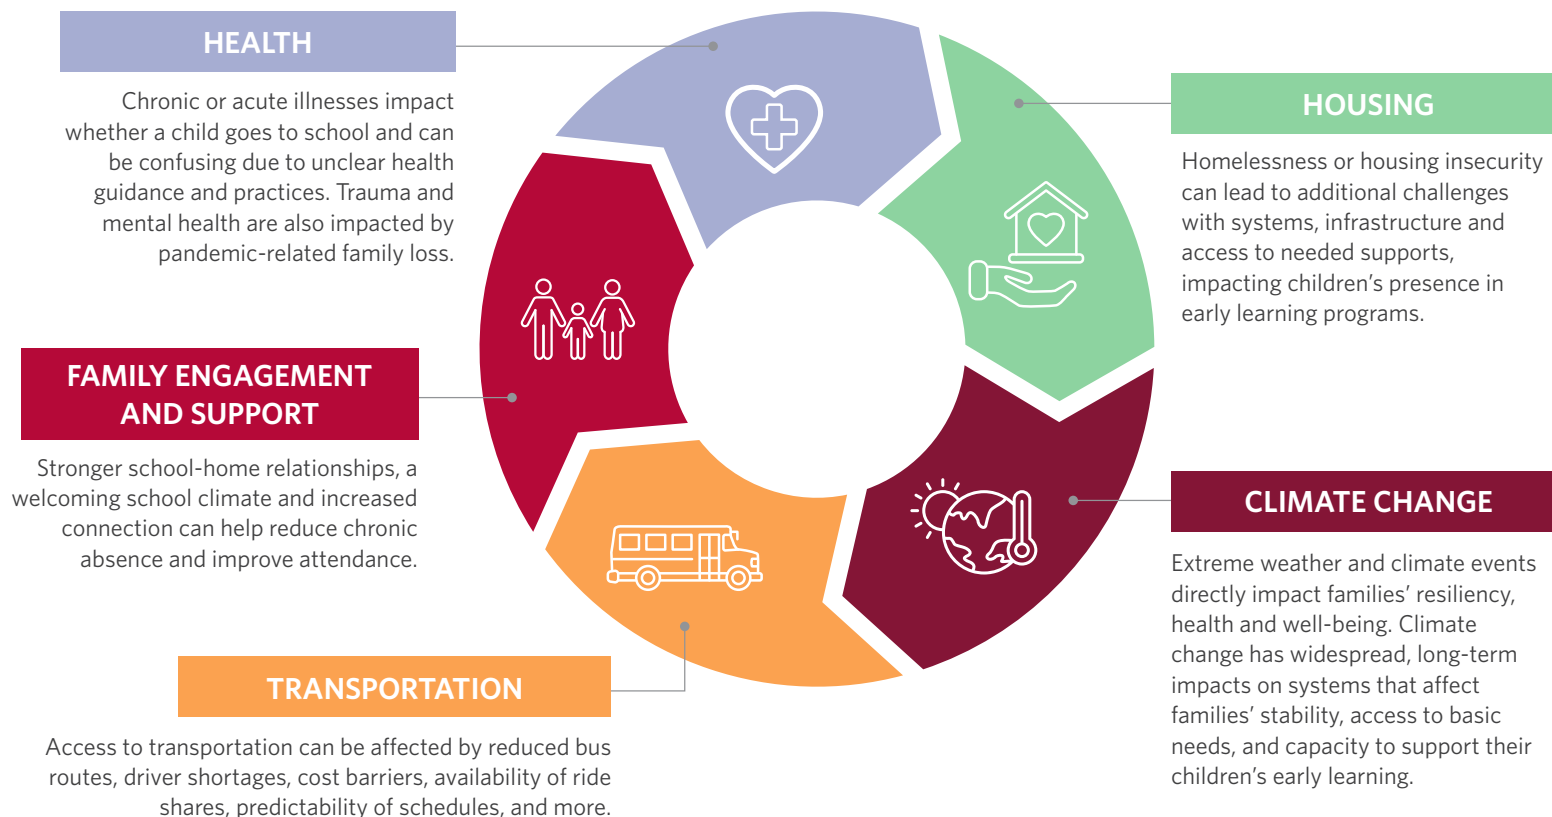 HEALTH
Chronic or acute illnesses impact
whether a child goes to school and can
be confusing due to unclear health
guidance and practices. Trauma and
mental health are also impacted by
pandemic-related family loss.
HOUSING
Homelessness or housing insecurity
can lead to additional challenges
with systems, infrastructure and
access to needed supports,
impacting children’s presence in
early learning programs.
FAMILY ENGAGEMENT
AND SUPPORT
Stronger school-home relationships, a
welcoming school climate and increased
connection can help reduce chronic
absence and improve attendance.
CLIMATE CHANGE
Extreme weather and climate events
directly impact families’ resiliency,
health and well-being. Climate
change has widespread, long-term
impacts on systems that affect
families’ stability, access to basic
needs, and capacity to support their
children’s early learning.
TRANSPORTATION
Access to transportation can be affected by reduced bus
routes, driver shortages, cost barriers, availability of ride
shares, predictability of schedules, and more.